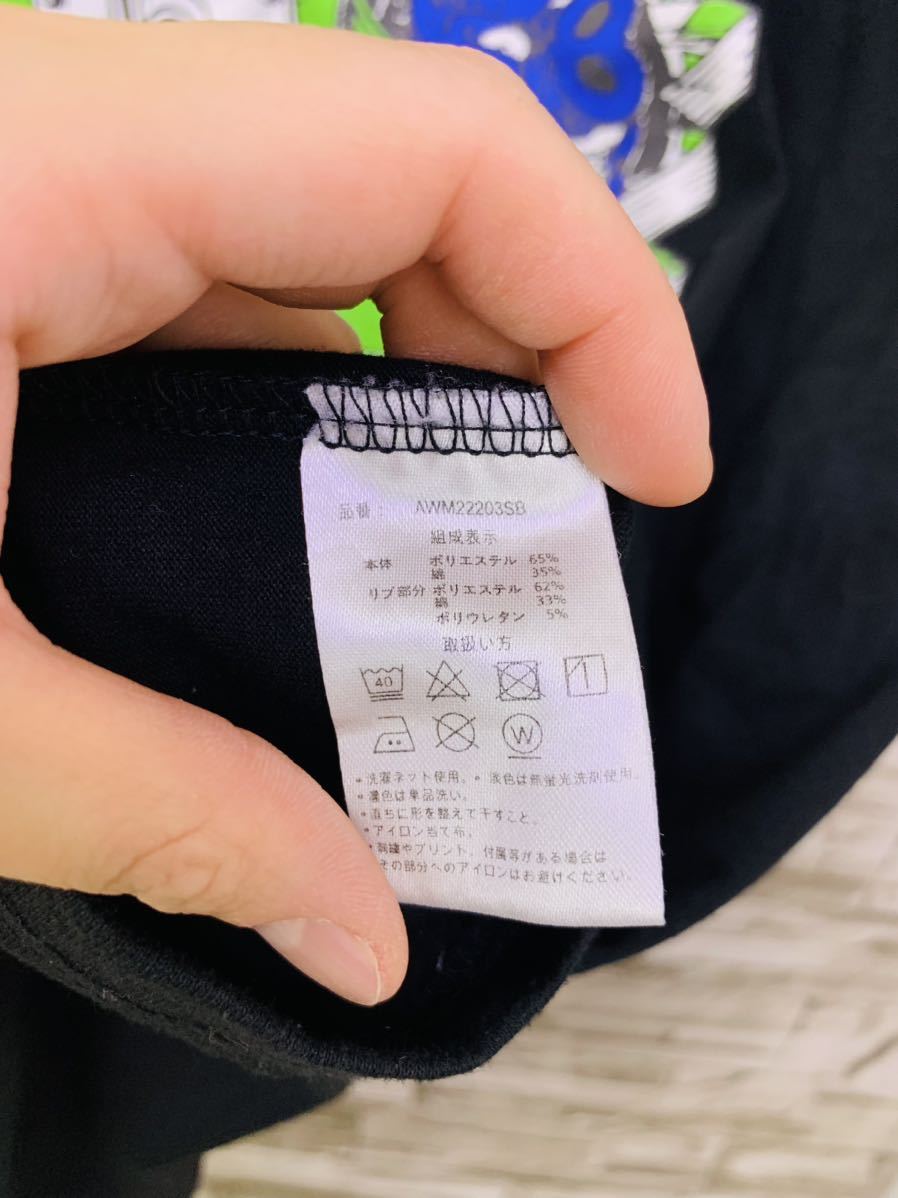 品番： AWM22203SB
組成表示
本体 ポリエステル 65%
綿 35%
リブ部分 ポリエステル 62%
綿 33%
ポリウレタン 5%
取扱い方
40
W
*洗濯ネット使用。*淡色は無蛍光洗剤使用。
*濃色は単品洗い。
*直ちに形を整えて干すこと。
*アイロン当て布。
*刺繍やプリント、付属等がある場合は
その部分へのアイロンはお避けください。